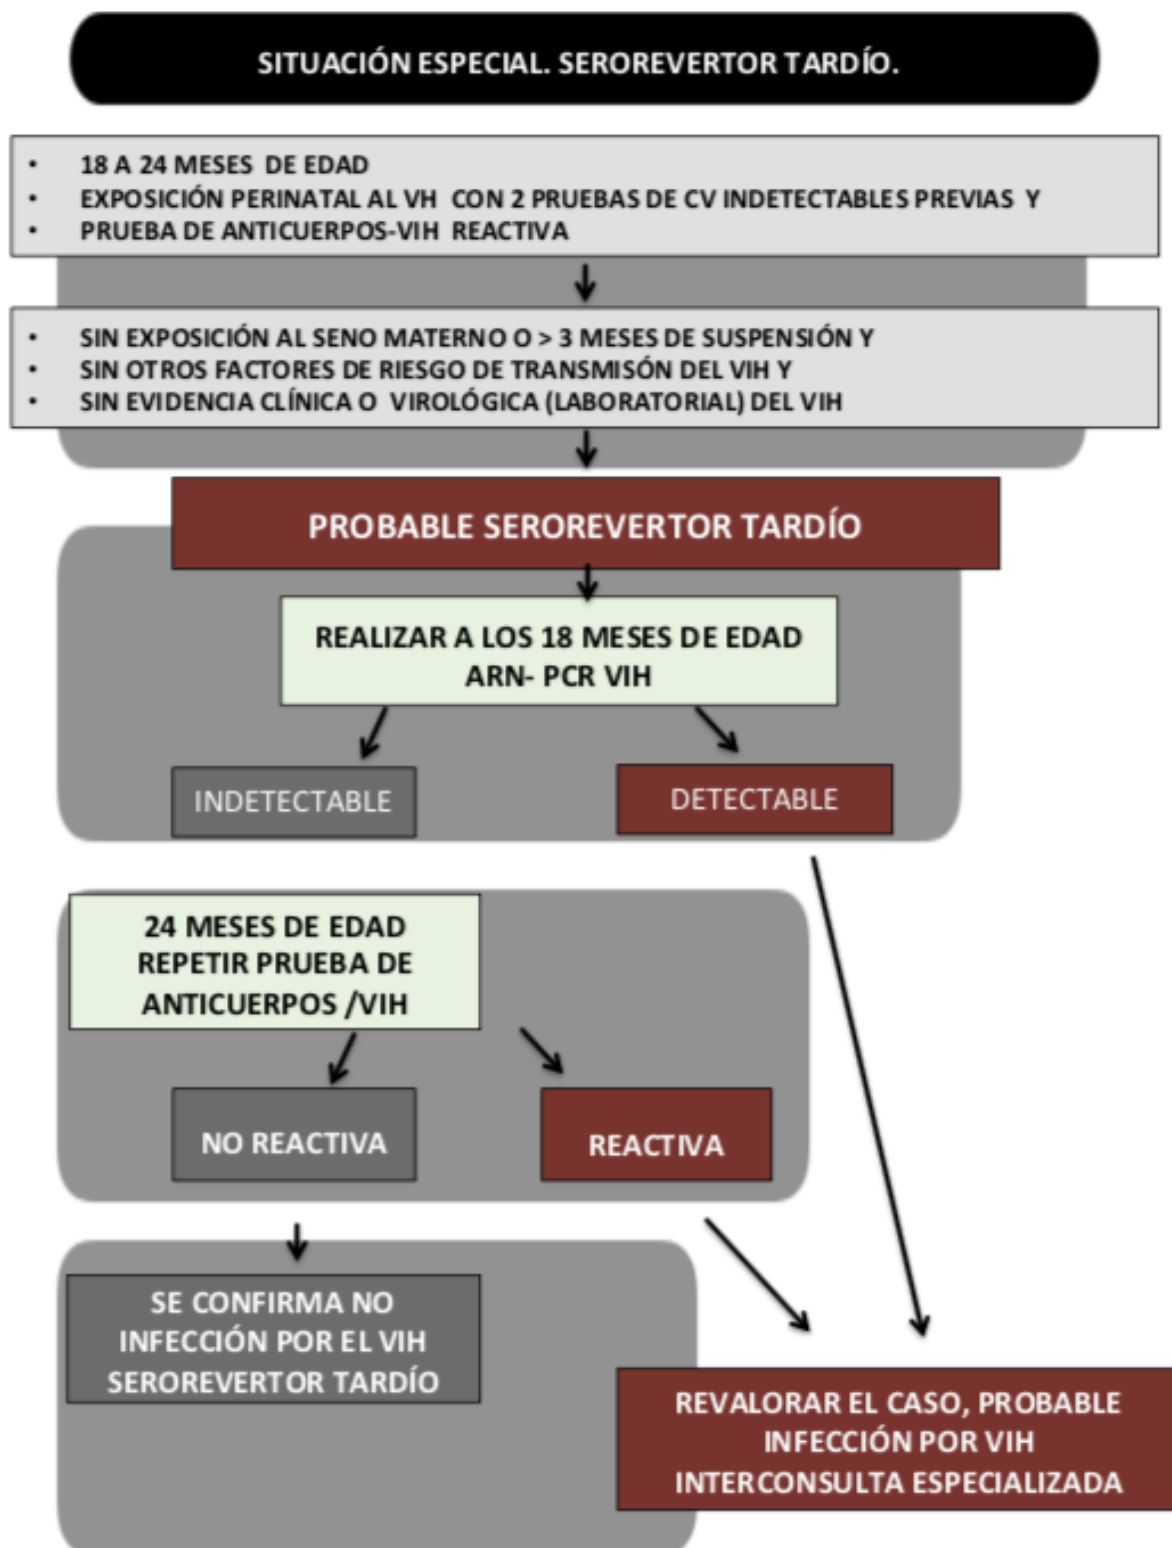 SITUACIÓN ESPECIAL. SEROREVERTOR TARDÍO.
• 18 A 24 MESES DE EDAD
• EXPOSICIÓN PERINATAL AL VH CON 2 PRUEBAS DE CV INDETECTABLES PREVIAS Y
• PRUEBA DE ANTICUERPOS-VIH REACTIVA
• SIN EXPOSICIÓN AL SENO MATERNO O > 3 MESES DE SUSPENSIÓN Y
• SIN OTROS FACTORES DE RIESGO DE TRANSMISÓN DEL VIH Y
• SIN EVIDENCIA CLÍNICA O VIROLÓGICA (LABORATORIAL) DEL VIH
PROBABLE SEROREVERTOR TARDÍO
REALIZAR A LOS 18 MESES DE EDAD
ARN- PCR VIH
INDETECTABLE
DETECTABLE
24 MESES DE EDAD
REPETIR PRUEBA DE
ANTICUERPOS /VIH
NO REACTIVA
REACTIVA
SE CONFIRMA NO
INFECCIÓN POR EL VIH
SEROREVERTOR TARDÍO
REVALORAR EL CASO, PROBABLE
INFECCIÓN POR VIH
INTERCONSULTA ESPECIALIZADA